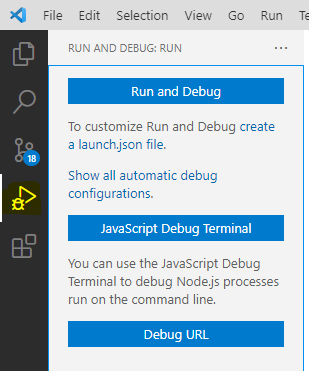 File Edit Selection View Go Run T
RUN AND DEBUG: RUN ...
Run and Debug
To customize Run and Debug create
a launch.json file.
18
Show all automatic debug
configurations.
JavaScript Debug Terminal
You can use the JavaScript Debug
Terminal to debug Node.js processes
run on the command line.
Debug URL